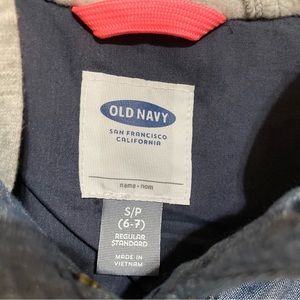 OLD NAVY
SAN FRANCISCO
CALIFORNIA
name - nom
S/P
(6-7)
REGULAR
STANDARD
MADE IN
VIETNAM